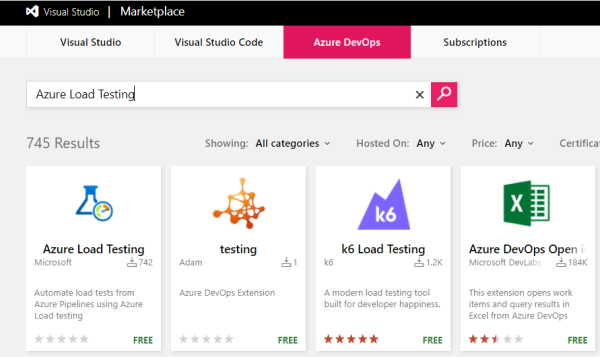 Visual Studio | Marketplace
Visual Studio
Visual Studio Code
Azure DevOps
Subscriptions
Azure Load Testing
745 Results
Showing: All categories
Hosted On: Any
Price: Any
Certifica
Azure Load Testing
Microsoft
742
Automate load tests from
Azure Pipelines using Azure
Load testing
FREE
testing
Adam
1
Azure DevOps Extension
FREE
k6
k6 Load Testing
k6
1.2K
A modern load testing tool
built for developer happiness.
FREE
X
Azure DevOps Open in
Microsoft DevLabs
184K
This extension opens work
items and query results in
Excel from Azure DevOps
FREE